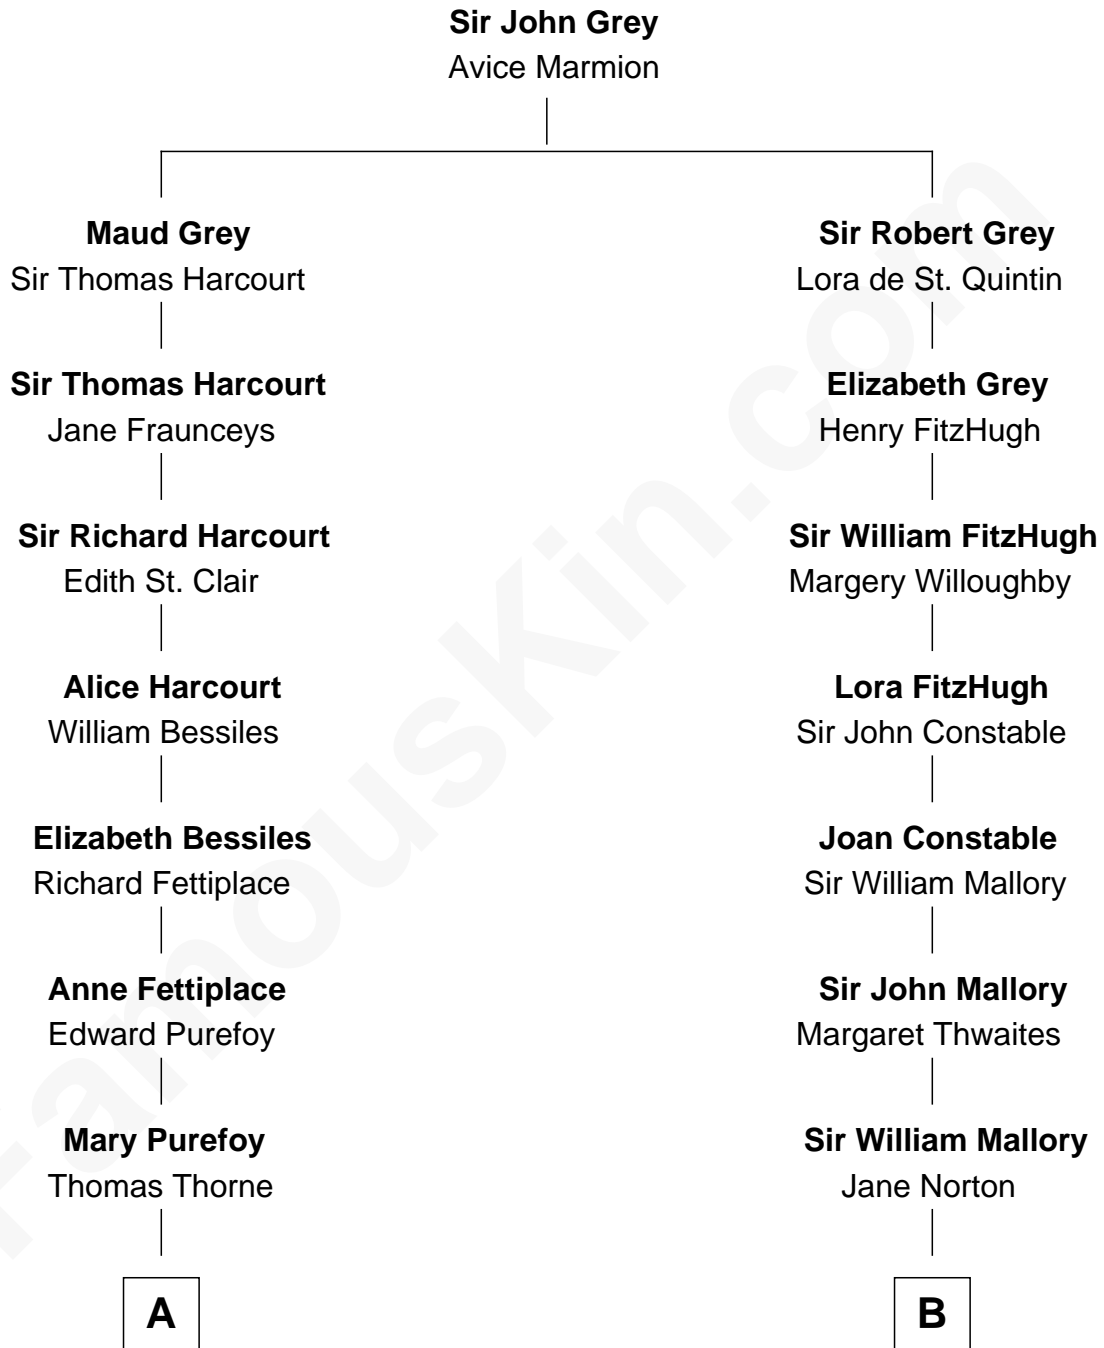 Sir John Grey
Avice Marmion
Maud Grey
Sir Thomas Harcourt
Sir Robert Grey
Lora de St. Quintin
Sir Thomas Harcourt
Jane Fraunceys
Elizabeth Grey
Henry FitzHugh
Sir Richard Harcourt
Edith St. Clair
Sir William FitzHugh
Margery Willoughby
Alice Harcourt
William Bessiles
Lora FitzHugh
Sir John Constable
Elizabeth Bessiles
Richard Fettiplace
Joan Constable
Sir William Mallory
Anne Fettiplace
Edward Purefoy
Sir John Mallory
Margaret Thwaites
Mary Purefoy
Thomas Thorne
Sir William Mallory
Jane Norton
A
B
FamousKin.com